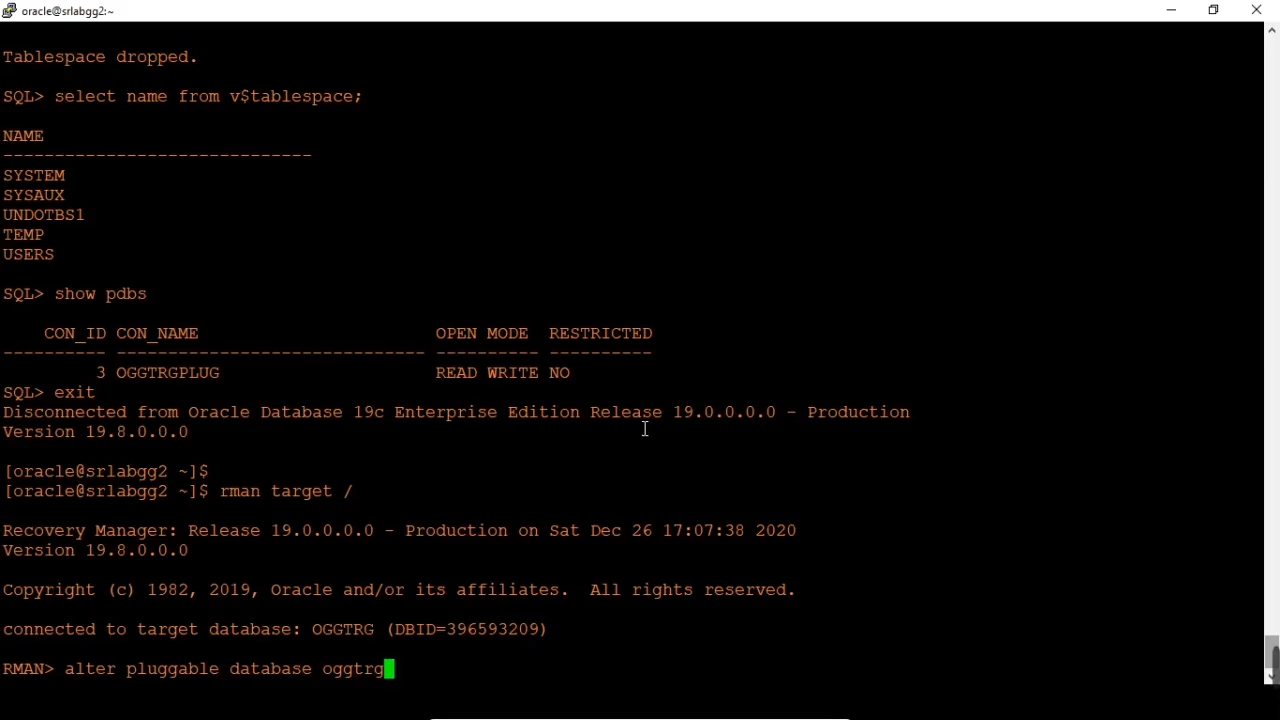 oracle@srlabgg2:~
Tablespace dropped.
SQL> select name from v$tablespace;
NAME
------------------------------
SYSTEM
SYSAUX
UNDOTBS1
TEMP
USERS
SQL> show pdbs
    CON_ID CON_NAME                       OPEN MODE  RESTRICTED
---------- ------------------------------ ---------- ----------
         3 OGGTRGPLUG                     READ WRITE NO
SQL> exit
Disconnected from Oracle Database 19c Enterprise Edition Release 19.0.0.0.0 - Production
Version 19.8.0.0.0
[oracle@srlabgg2 ~]$
[oracle@srlabgg2 ~]$ rman target /
Recovery Manager: Release 19.0.0.0.0 - Production on Sat Dec 26 17:07:38 2020
Version 19.8.0.0.0
Copyright (c) 1982, 2019, Oracle and/or its affiliates.  All rights reserved.
connected to target database: OGGTRG (DBID=396593209)
RMAN> alter pluggable database oggtrg